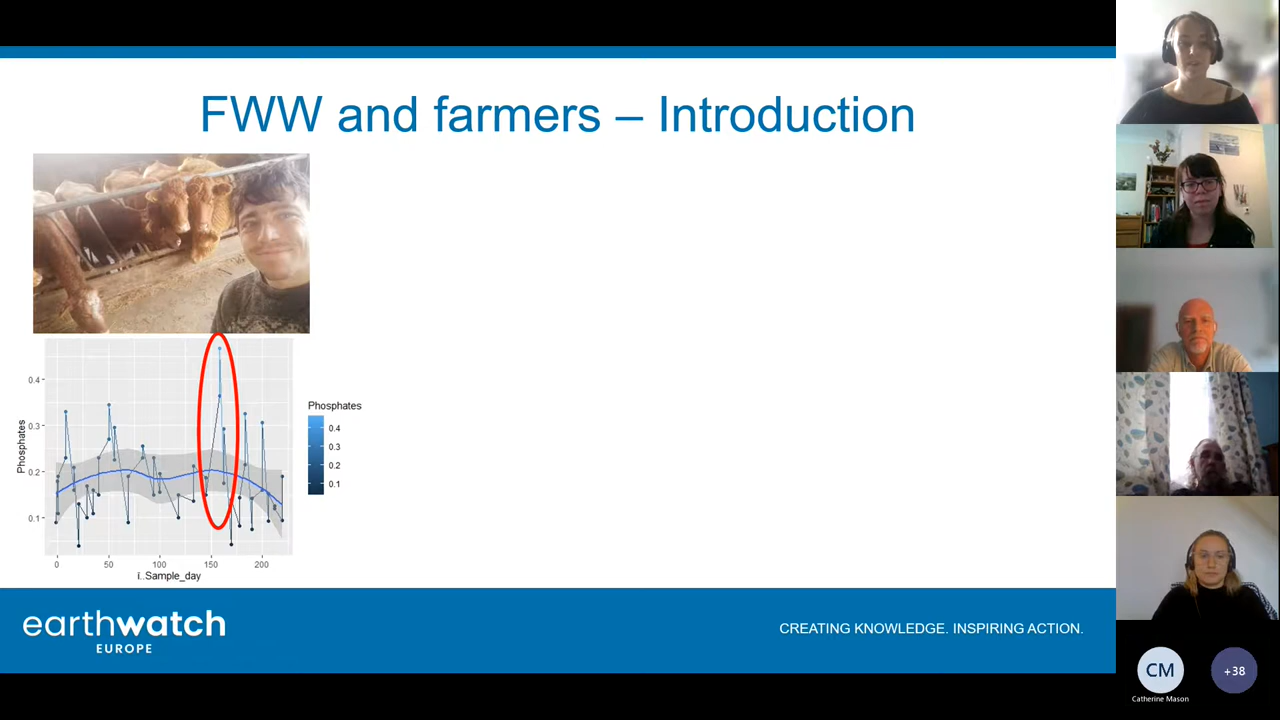 FWW and farmers – Introduction
0.4
0.3
0.2
0.1
Phosphates
0
50
100
150
200
ï..Sample_day
Phosphates
0.4
0.3
0.2
0.1
earthwatch
EUROPE
CREATING KNOWLEDGE. INSPIRING ACTION.
CM
Catherine Mason
+38